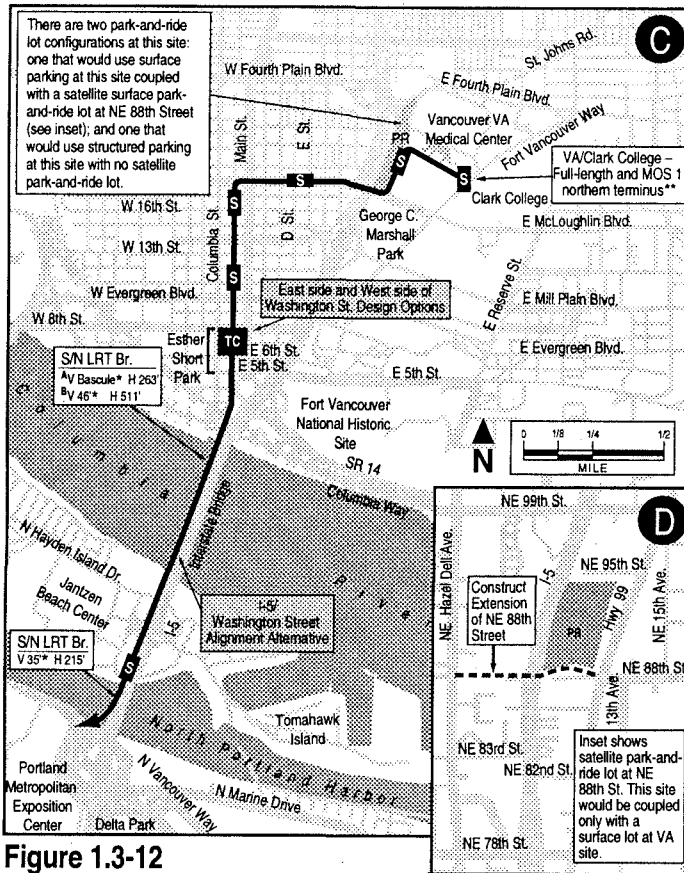 There are two park-and-ride
lot configurations at this site:
one that would use surface
parking at this site coupled
with a satellite surface park-
and-ride lot at NE 88th Street
(see inset); and one that
would use structured parking
at this site with no satellite
park-and-ride lot.
C
St. Johns Rd.
W Fourth Plain Blvd.
E Fourth Plain Blvd.
Main St.
E St.
Vancouver VA
Medical Center
Fort Vancouver Way
PR
S
S
S
VA/Clark College –
Full-length and MOS 1
northern terminus**
Clark College
W 16th St.
S
Columbia St.
D St.
George C.
Marshall
Park
E McLoughlin Blvd.
W 13th St.
S
E Reserve St.
W Evergreen Blvd.
East side and West side of
Washington St. Design Options
E Mill Plain Blvd.
W 8th St.
Esther
Short
Park
TC
E 6th St.
E 5th St.
E Evergreen Blvd.
S/N LRT Br.
A V Bascule* H 263'
B V 46'* H 511'
E 5th St.
Fort Vancouver
National Historic
Site
SR 14
N
0 1/8 1/4 1/2
MILE
Columbia Way
Columbia
River
Interstate Bridge
N Hayden Island Dr.
Jantzen
Beach Center
I-5
I-5/
Washington Street
Alignment Alternative
S/N LRT Br.
V 35'* H 215'
S
Tomahawk
Island
North Portland Harbor
Portland
Metropolitan
Exposition
Center
N Vancouver Way
N Marine Drive
Delta Park
D
NE 99th St.
NE Hazel Dell Ave.
I-5
NE 95th St.
Hwy 99
NE 15th Ave.
Construct
Extension
of NE 88th
Street
PR
NE 88th St.
13th Ave.
NE 83rd St.
NE 82nd St.
NE 78th St.
Inset shows
satellite park-and-
ride lot at NE
88th St. This site
would be coupled
only with a
surface lot at VA
site.
Figure 1.3-12